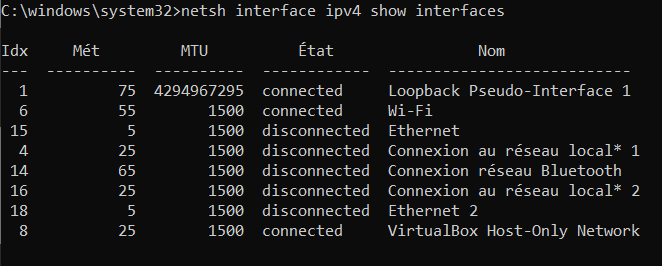 C:\windows\system32>netsh interface ipv4 show interfaces
Idx     Mét         MTU          État                Nom
---  ----------  ----------  ------------  ---------------------------
  1          75  4294967295  connected     Loopback Pseudo-Interface 1
  6          55        1500  connected     Wi-Fi
 15           5        1500  disconnected  Ethernet
  4          25        1500  disconnected  Connexion au réseau local* 1
 14          65        1500  disconnected  Connexion réseau Bluetooth
 16          25        1500  disconnected  Connexion au réseau local* 2
 18           5        1500  disconnected  Ethernet 2
  8          25        1500  connected     VirtualBox Host-Only Network